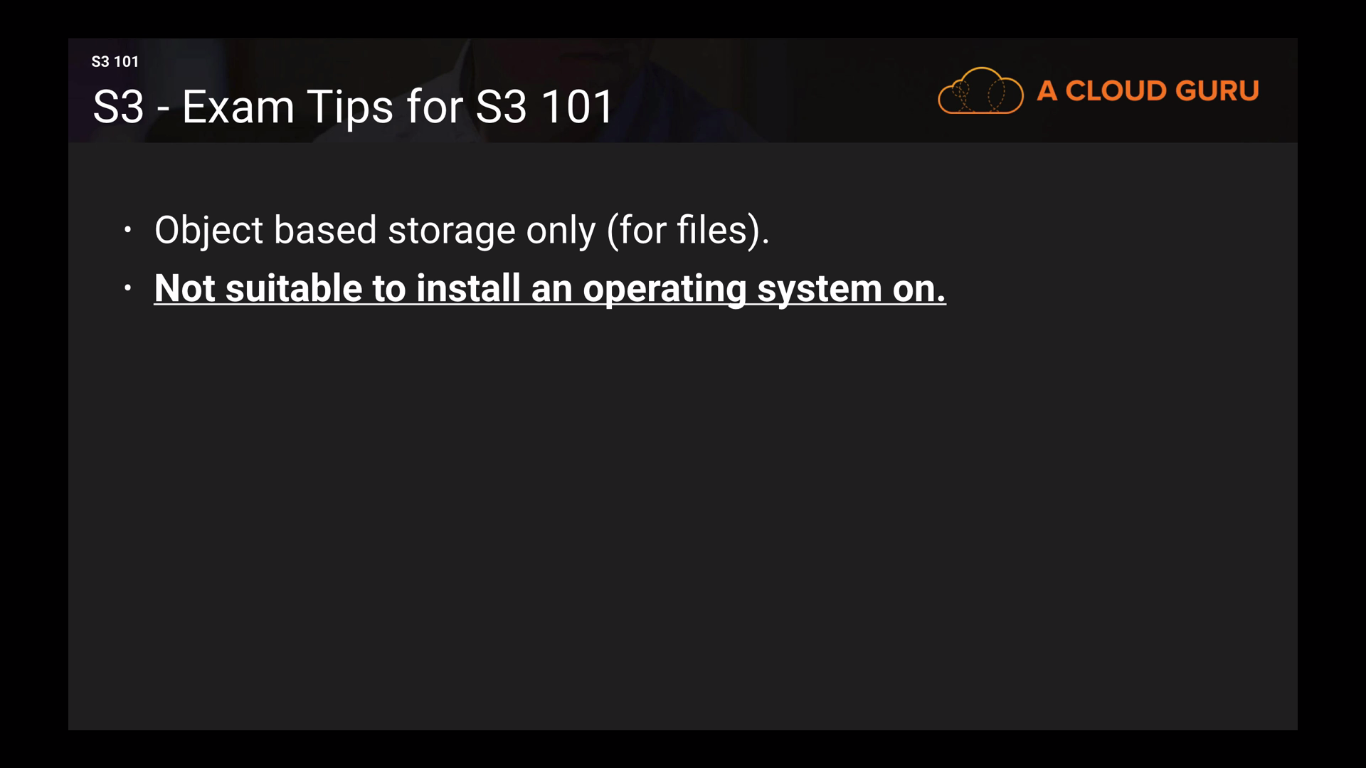 S3 101
S3 - Exam Tips for S3 101
A CLOUD GURU
· Object based storage only (for files).
· Not suitable to install an operating system on.